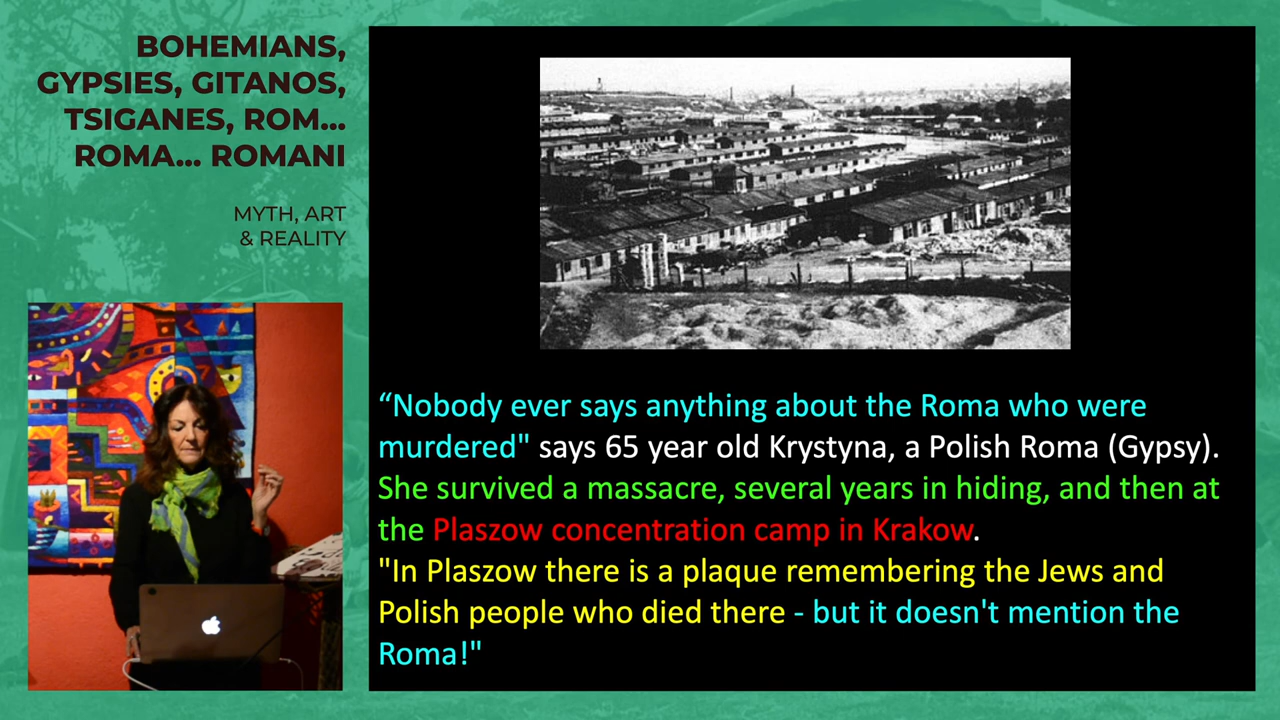 BOHEMIANS,
GYPSIES, GITANOS,
TSIGANES, ROM...
ROMA... ROMANI
MYTH, ART
& REALITY
“Nobody ever says anything about the Roma who were
murdered" says 65 year old Krystyna, a Polish Roma (Gypsy).
She survived a massacre, several years in hiding, and then at
the Plaszow concentration camp in Krakow.
"In Plaszow there is a plaque remembering the Jews and
Polish people who died there - but it doesn't mention the
Roma!"